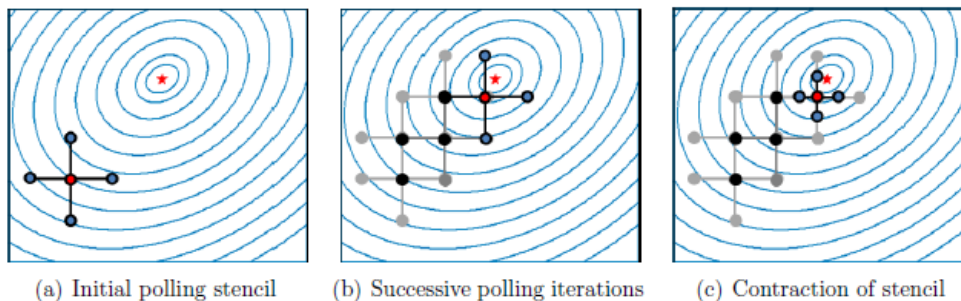 (a) Initial polling stencil
(b) Successive polling iterations
(c) Contraction of stencil